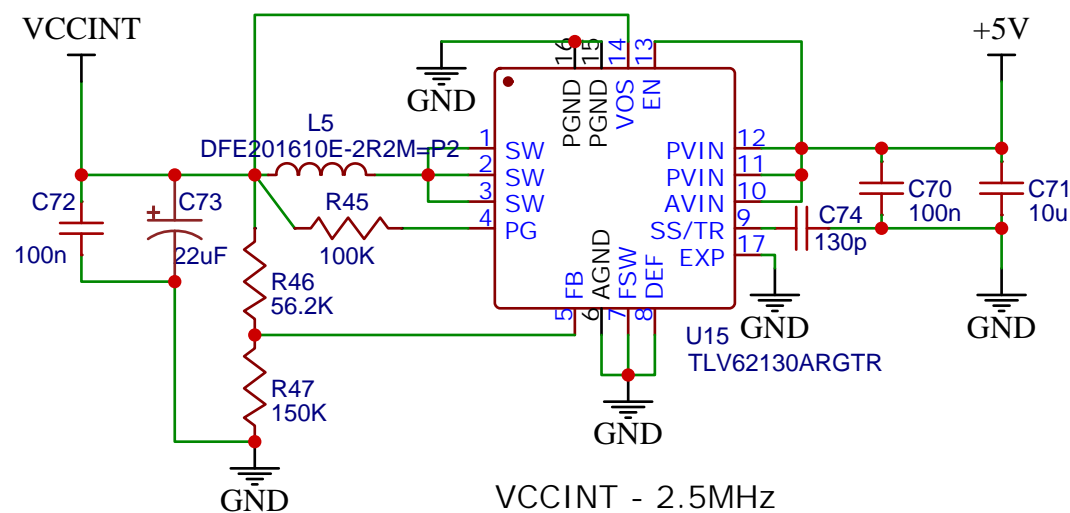 VCCINT
+5V
16
15
14
13
GND
PGND
PGND
VOS
EN
L5
DFE201610E-2R2M=P2
1
SW
PVIN
12
2
SW
PVIN
11
3
SW
AVIN
10
4
PG
SS/TR
9
EXP
17
C72
100n
C73
22uF
R45
100K
C74
130p
C70
100n
C71
10u
R46
56.2K
FB
AGND
FSW
DEF
5
6
7
8
GND
GND
U15
TLV62130ARGTR
R47
150K
GND
GND
VCCINT - 2.5MHz